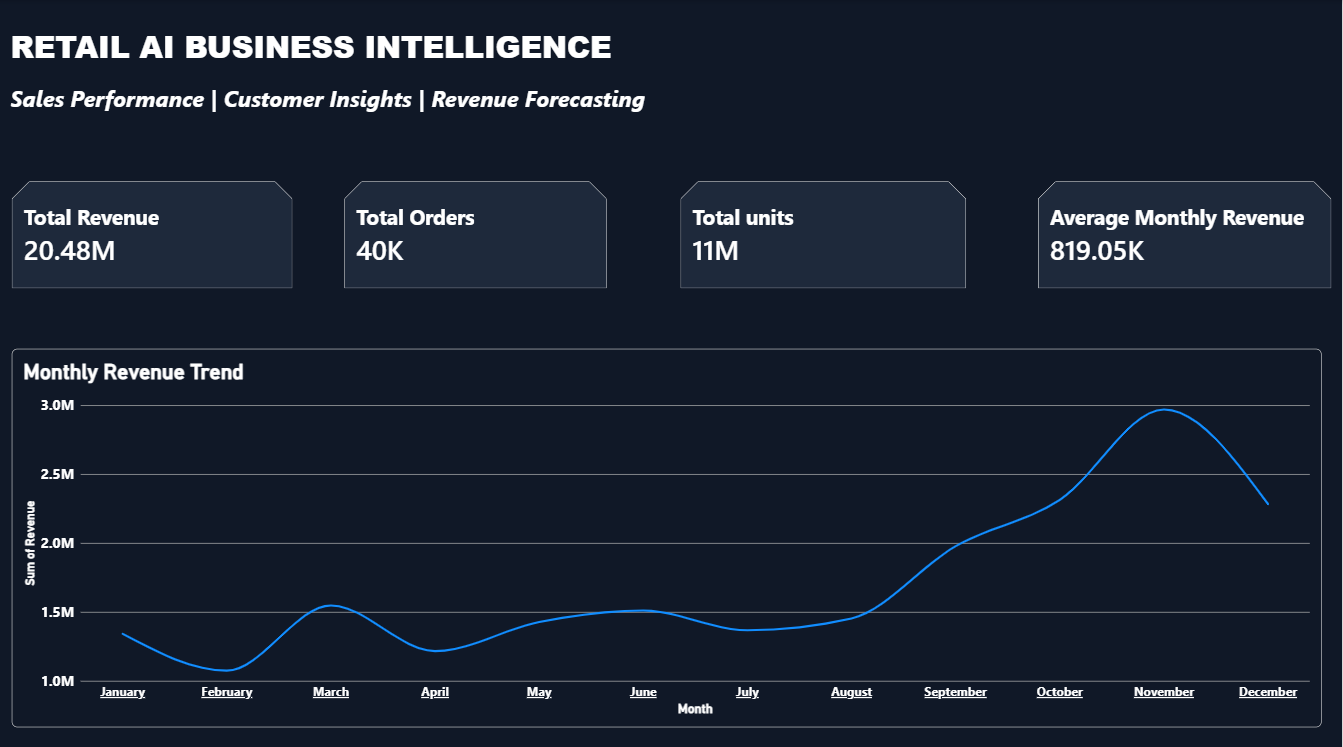 RETAIL AI BUSINESS INTELLIGENCE
Sales Performance | Customer Insights | Revenue Forecasting
Total Revenue
20.48M
Total Orders
40K
Total units
11M
Average Monthly Revenue
819.05K
Monthly Revenue Trend
3.0M
2.5M
2.0M
1.5M
1.0M
Sum of Revenue
January February March April May June July August September October November December
Month